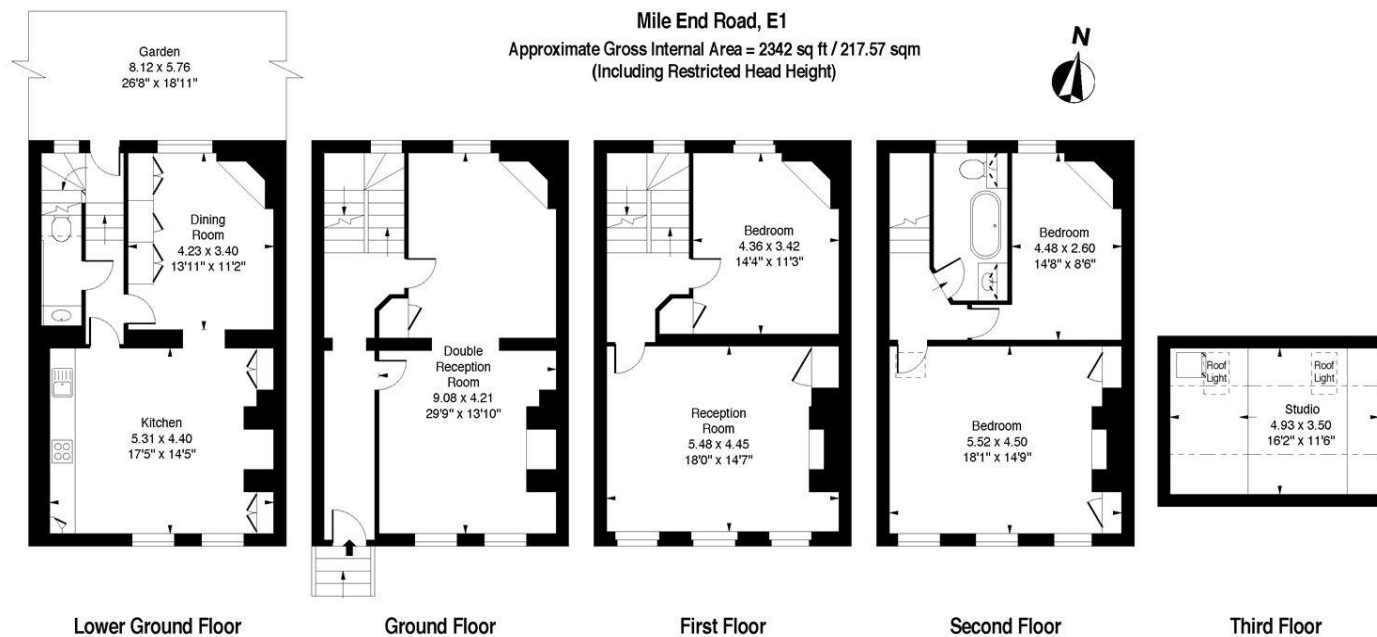 Mile End Road, E1
Approximate Gross Internal Area = 2342 sq ft / 217.57 sqm
(Including Restricted Head Height)
N
Garden
8.12 x 5.76
26'8" x 18'11"
Dining
Room
4.23 x 3.40
13'11" x 11'2"
Kitchen
5.31 x 4.40
17'5" x 14'5"
Lower Ground Floor
Double
Reception
Room
9.08 x 4.21
29'9" x 13'10"
Ground Floor
Bedroom
4.36 x 3.42
14'4" x 11'3"
Reception
Room
5.48 x 4.45
18'0" x 14'7"
First Floor
Bedroom
4.48 x 2.60
14'8" x 8'6"
Bedroom
5.52 x 4.50
18'1" x 14'9"
Second Floor
Roof
Light
Roof
Light
Studio
4.93 x 3.50
16'2" x 11'6"
Third Floor